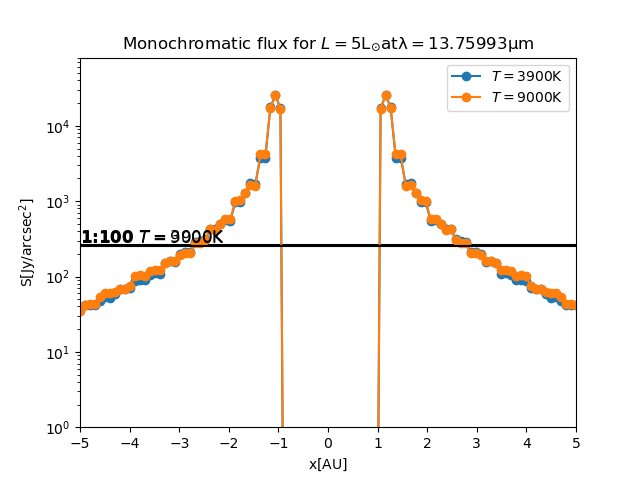 Monochromatic flux for L = 5L⊙atλ = 13.75993μm
T = 3900K
T = 9000K
10⁴
10³
10²
10¹
10⁰
S[Jy/arcsec²]
1:100 T =
−5 −4 −3 −2 −1 0 1 2 3 4 5
x[AU]